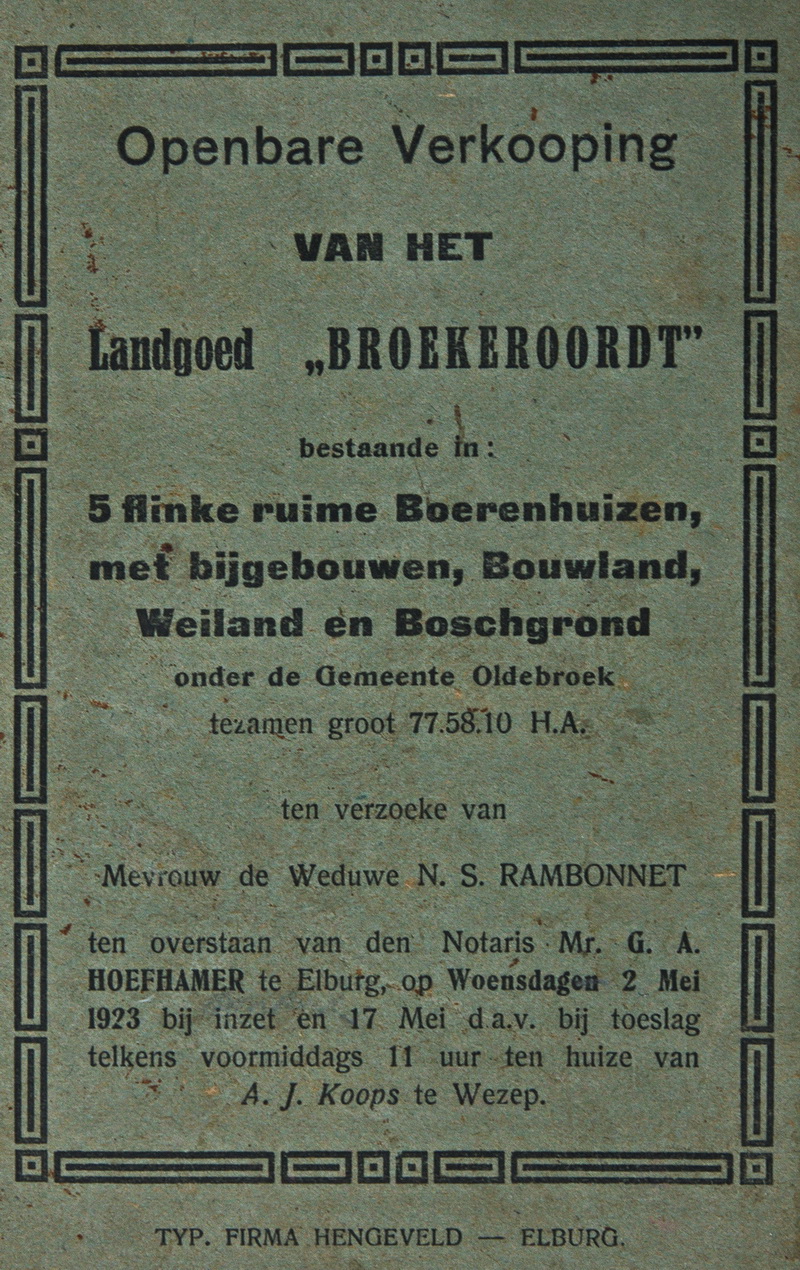 Openbare Verkooping
VAN HET
Landgoed „BROEKEROORDT”
bestaande in:
5 flinke ruime Boerenhuizen,
met bijgebouwen, Bouwland,
Weiland en Boschgrond
onder de Gemeente Oldebroek
tezamen groot 77.58.10 H.A.
ten verzoeke van
Mevrouw de Weduwe N. S. RAMBONNET
ten overstaan van den Notaris Mr. G. A.
HOEFHAMER te Elburg, op Woensdagen 2 Mei
1923 bij inzet en 17 Mei d.a.v. bij toeslag
telkens voormiddags 11 uur ten huize van
A. J. Koops te Wezep.
TYP. FIRMA HENGEVELD — ELBURG.